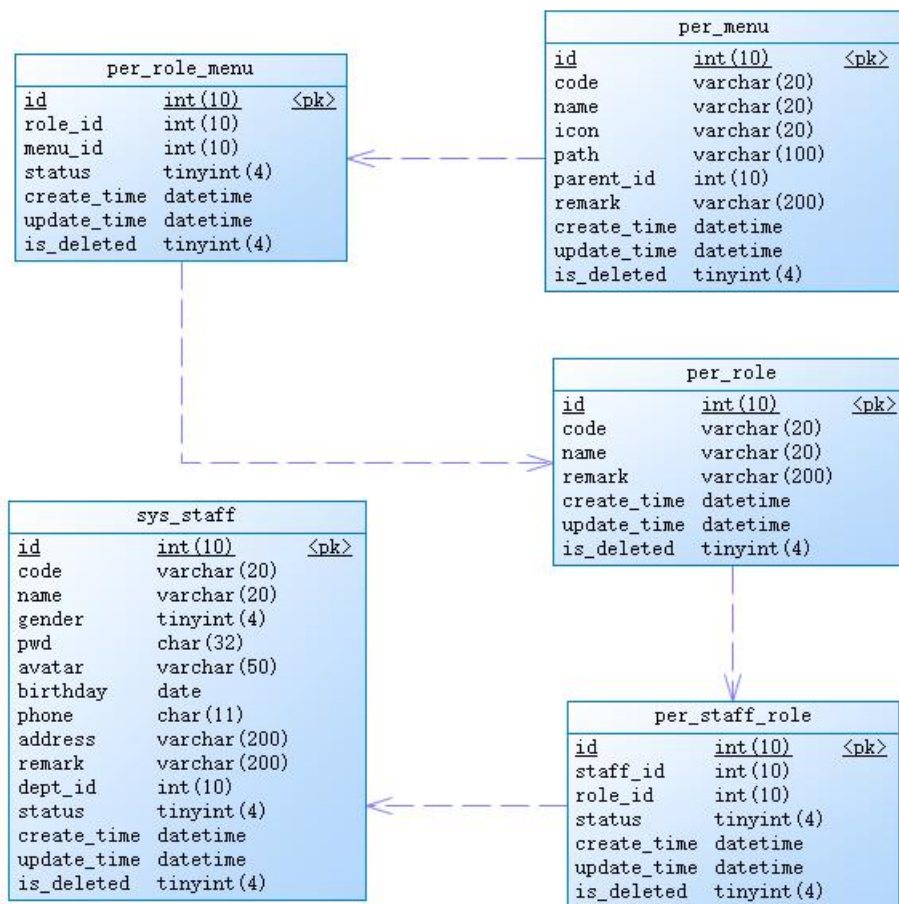 per_role_menu
id int(10) <pk>
role_id int(10)
menu_id int(10)
status tinyint(4)
create_time datetime
update_time datetime
is_deleted tinyint(4)
per_menu
id int(10) <pk>
code varchar(20)
name varchar(20)
icon varchar(20)
path varchar(100)
parent_id int(10)
remark varchar(200)
create_time datetime
update_time datetime
is_deleted tinyint(4)
per_role
id int(10) <pk>
code varchar(20)
name varchar(20)
remark varchar(200)
create_time datetime
update_time datetime
is_deleted tinyint(4)
sys_staff
id int(10) <pk>
code varchar(20)
name varchar(20)
gender tinyint(4)
pwd char(32)
avatar varchar(50)
birthday date
phone char(11)
address varchar(200)
remark varchar(200)
dept_id int(10)
status tinyint(4)
create_time datetime
update_time datetime
is_deleted tinyint(4)
per_staff_role
id int(10) <pk>
staff_id int(10)
role_id int(10)
status tinyint(4)
create_time datetime
update_time datetime
is_deleted tinyint(4)